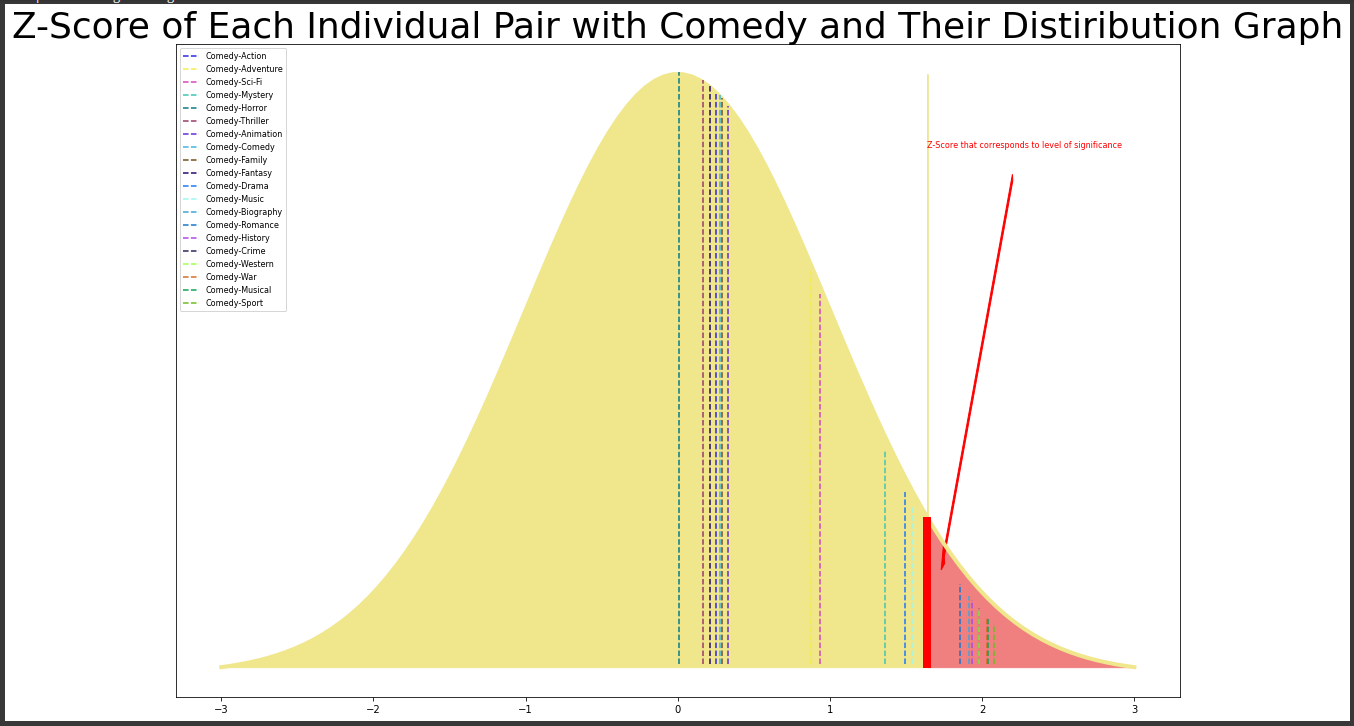 Z-Score of Each Individual Pair with Comedy and Their Distiribution Graph
Comedy-Action
Comedy-Adventure
Comedy-Sci-Fi
Comedy-Mystery
Comedy-Horror
Comedy-Thriller
Comedy-Animation
Comedy-Comedy
Comedy-Family
Comedy-Fantasy
Comedy-Drama
Comedy-Music
Comedy-Biography
Comedy-Romance
Comedy-History
Comedy-Crime
Comedy-Western
Comedy-War
Comedy-Musical
Comedy-Sport
Z-Score that corresponds to level of significance
−3 −2 −1 0 1 2 3